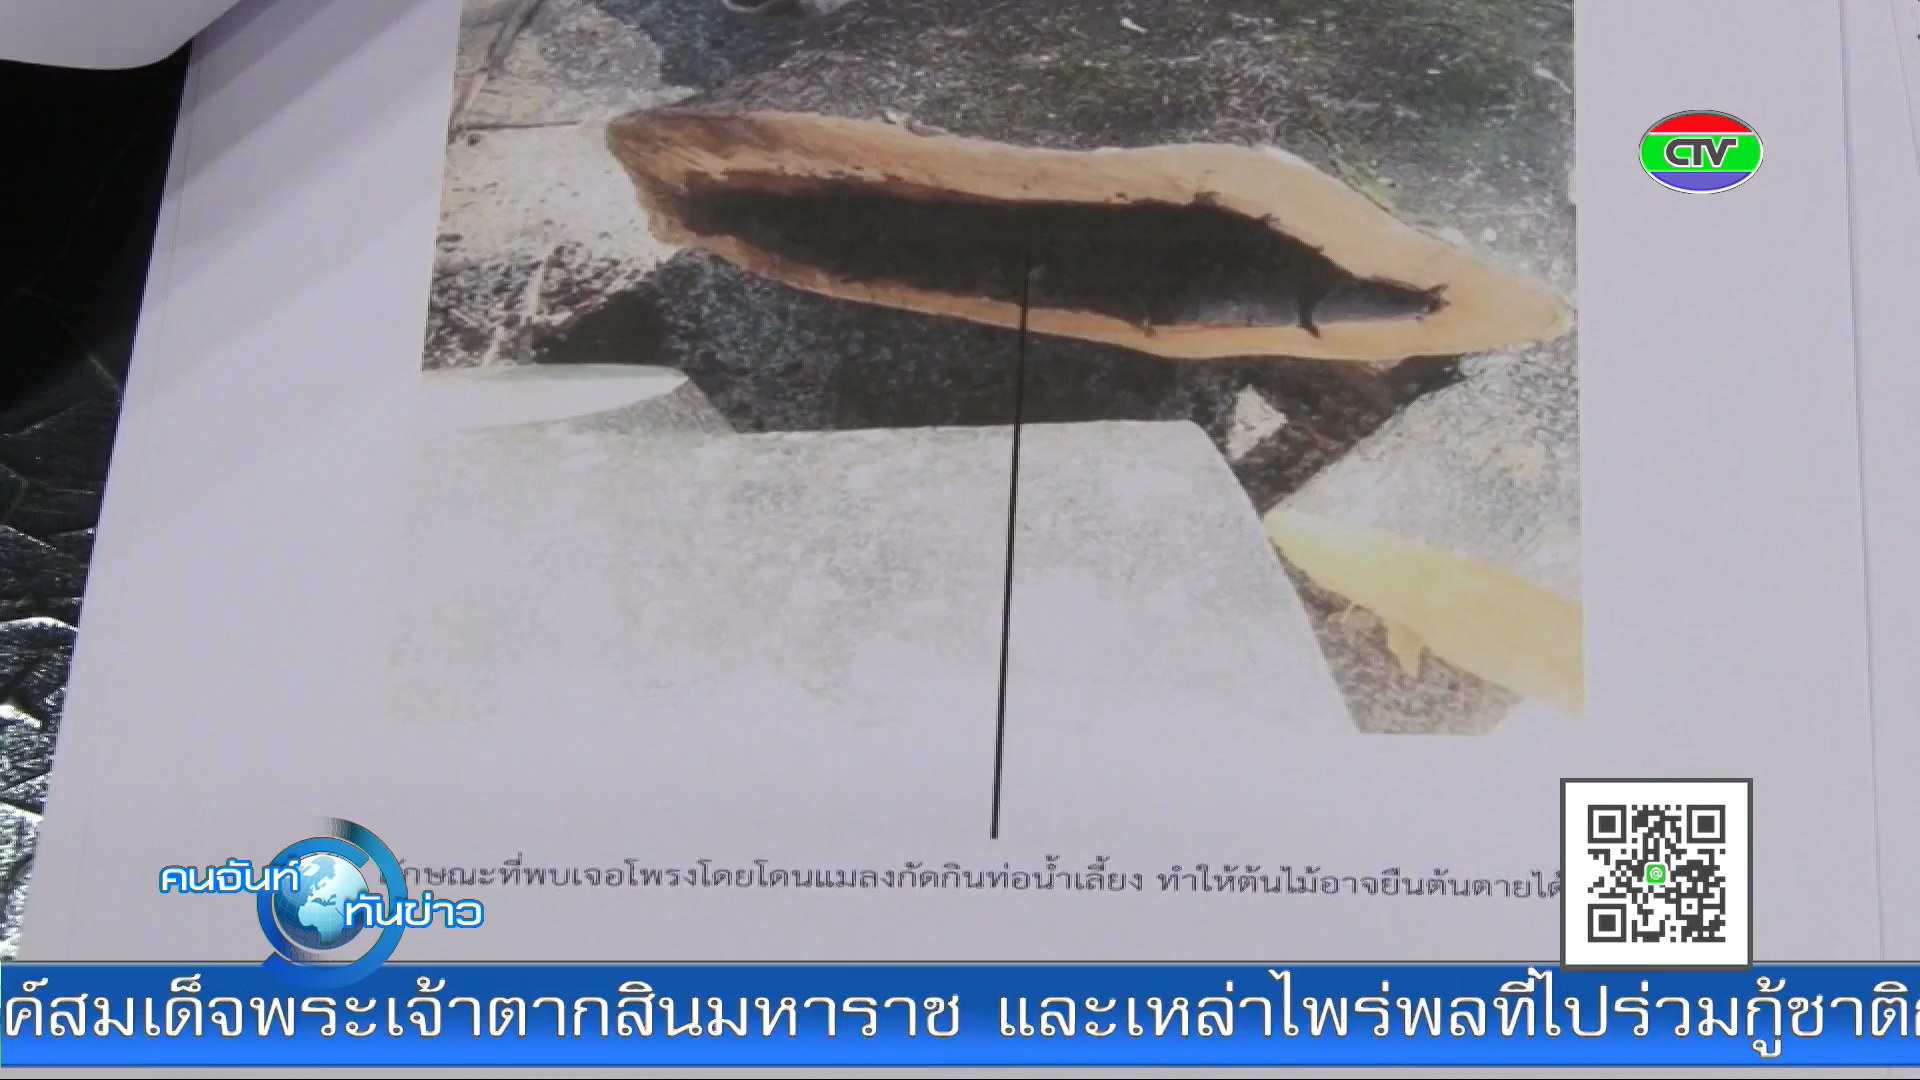 CTV
คนจันท์
ทันข่าว
ลักษณะที่พบเจอโพรงโดยโดนแมลงกัดกินท่อน้ำเลี้ยง ทำให้ต้นไม้อาจยืนต้นตายได้
ค์สมเด็จพระเจ้าตากสินมหาราช และเหล่าไพร่พลที่ไปร่วมกู้ชาติ